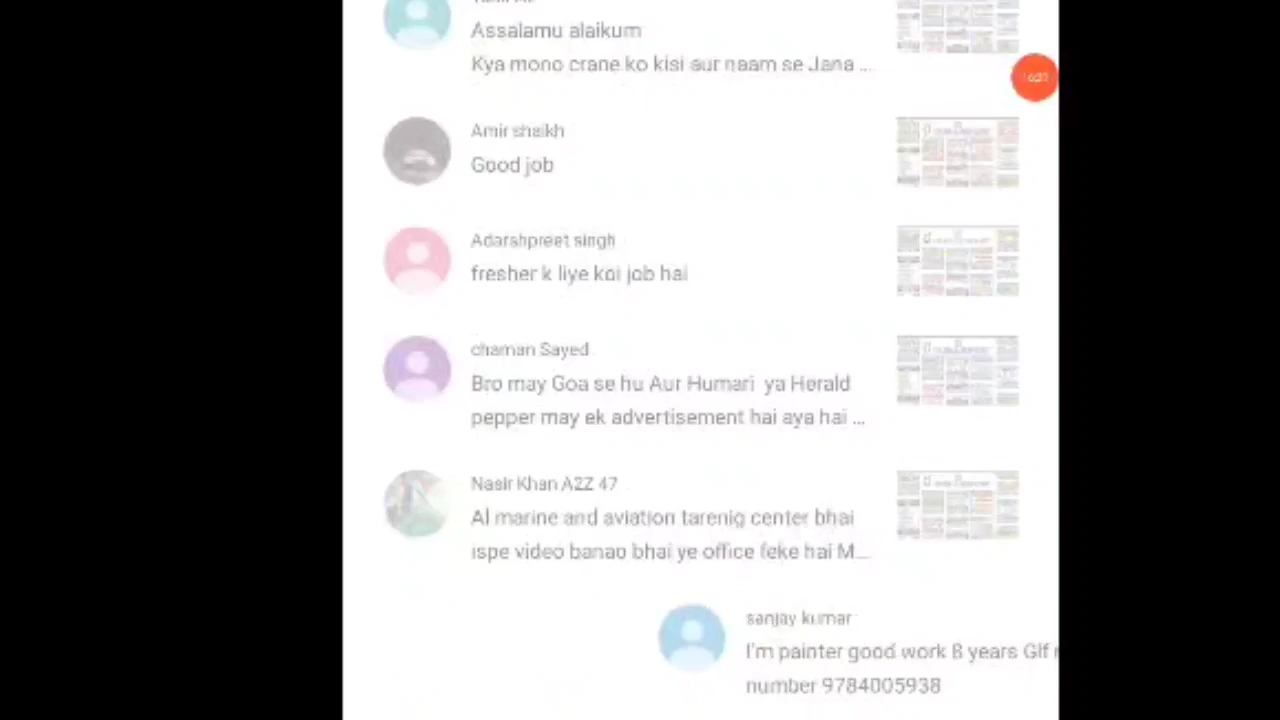 Assalamu alaikum
Kya mono crane ko kisi aur naam se Jana ...
Amir shaikh
Good job
Adarshpreet singh
fresher k liye koi job hai
chaman Sayed
Bro may Goa se hu Aur Humari ya Herald
pepper may ek advertisement hai aya hai ...
Nasir Khan A2Z 47
Al marine and aviation tarenig center bhai
ispe video banao bhai ye office feke hai M...
sanjay kumar
I'm painter good work 8 years Glf
number 9784005938